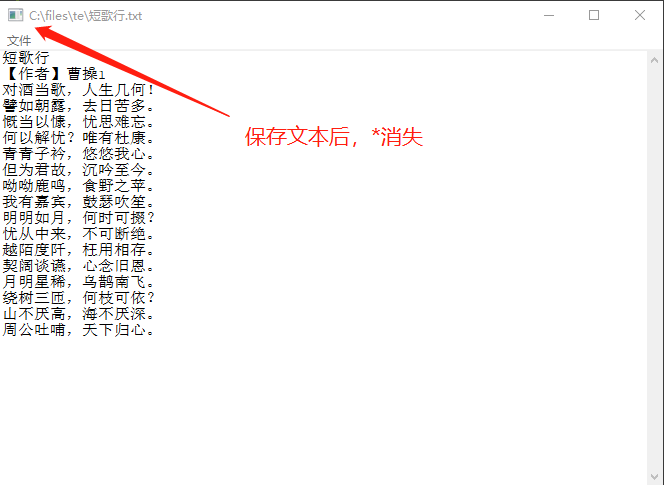 C:\files\te\短歌行.txt
文件
短歌行
【作者】曹操1
对酒当歌，人生几何！
譬如朝露，去日苦多。
慨当以慷，忧思难忘。
何以解忧？唯有杜康。
青青子衿，悠悠我心。
但为君故，沉吟至今。
呦呦鹿鸣，食野之苹。
我有嘉宾，鼓瑟吹笙。
明明如月，何时可掇？
忧从中来，不可断绝。
越陌度阡，枉用相存。
契阔谈讌，心念旧恩。
月明星稀，乌鹊南飞。
绕树三匝，何枝可依？
山不厌高，海不厌深。
周公吐哺，天下归心。
保存文本后，*消失